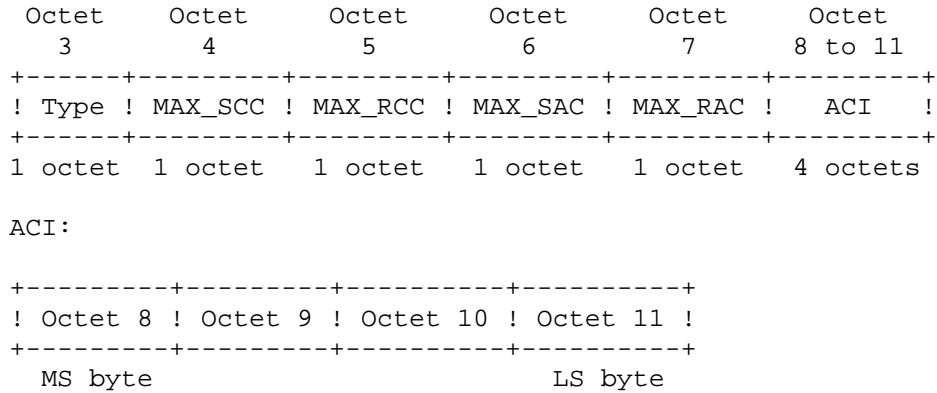 Octet    Octet     Octet     Octet     Octet     Octet
   3        4         5         6         7      8 to 11
+------+---------+---------+---------+---------+---------+
! Type ! MAX_SCC ! MAX_RCC ! MAX_SAC ! MAX_RAC !   ACI   !
+------+---------+---------+---------+---------+---------+
1 octet  1 octet   1 octet   1 octet   1 octet   4 octets
ACI:
+---------+---------+----------+----------+
! Octet 8 ! Octet 9 ! Octet 10 ! Octet 11 !
+---------+---------+----------+----------+
  MS byte                        LS byte